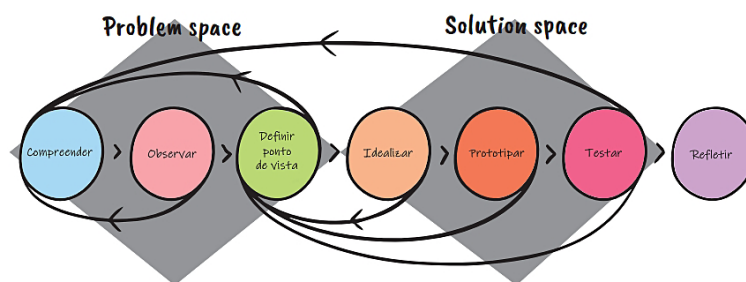 Problem space
Solution space
Compreender
Observar
Definir
ponto
de vista
Idealizar
Prototipar
Testar
Refletir